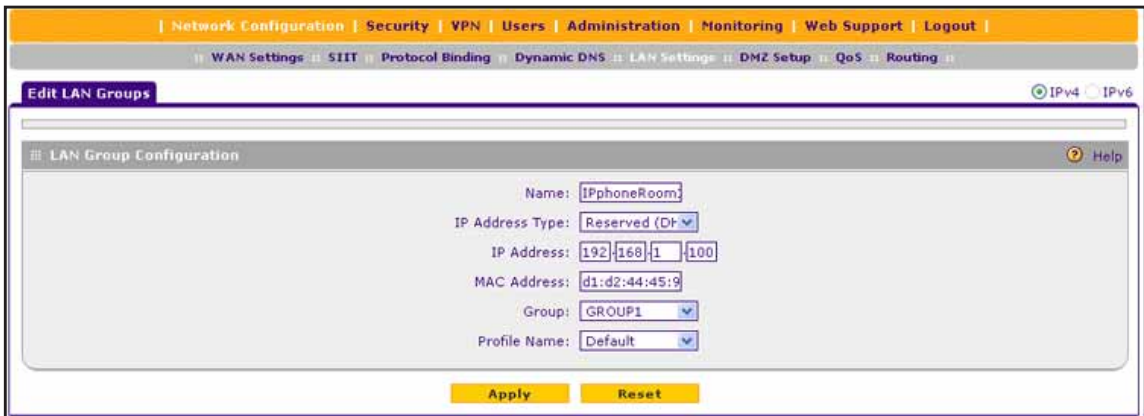 | Network Configuration | Security | VPN | Users | Administration | Monitoring | Web Support | Logout |
WAN Settings SIIT Protocol Binding Dynamic DNS LAN Settings DMZ Setup QoS Routing
Edit LAN Groups IPv4 IPv6
LAN Group Configuration ? Help
Name: IPphoneRoom
IP Address Type: Reserved (DH
IP Address: 192 .168 .1 .100
MAC Address: d1:d2:44:45:9
Group: GROUP1
Profile Name: Default
Apply Reset